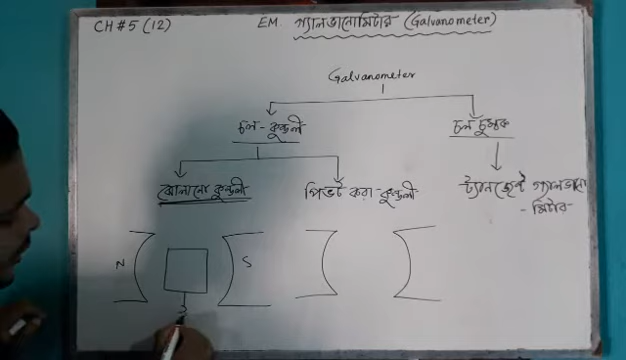 CH#5(12) EM. গ্যালভানোমিটার (Galvanometer)
Galvanometer
চল-কুন্ডলী চল চুম্বক
ঝোলানো কুন্ডলী পিভট করা কুন্ডলী ট্যানজেন্ট গ্যালভানো
- মিটার
N S